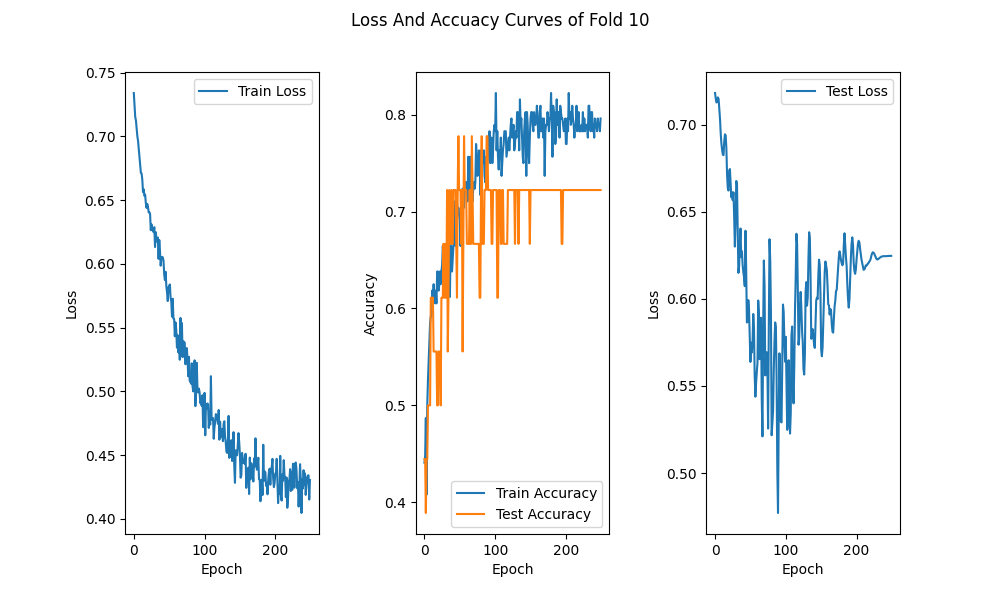 Loss And Accuacy Curves of Fold 10
0.75
0.70
0.65
0.60
0.55
0.50
0.45
0.40
Loss
0 100 200
Epoch
Train Loss
0.8
0.7
0.6
0.5
0.4
Accuracy
0 100 200
Epoch
Train Accuracy
Test Accuracy
0.70
0.65
0.60
0.55
0.50
Loss
0 100 200
Epoch
Test Loss